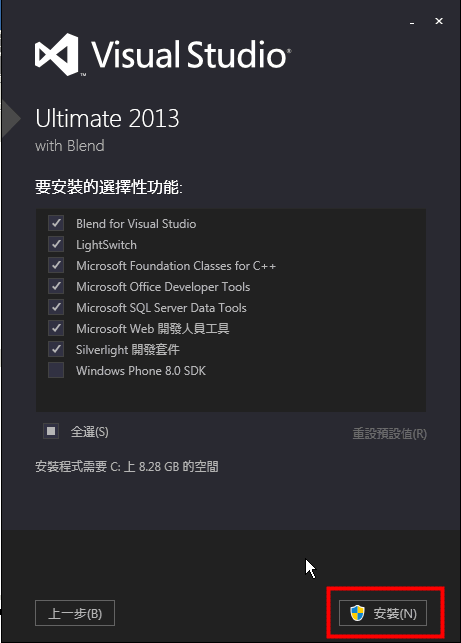 Visual Studio
Ultimate 2013
with Blend
要安裝的選擇性功能:
Blend for Visual Studio
LightSwitch
Microsoft Foundation Classes for C++
Microsoft Office Developer Tools
Microsoft SQL Server Data Tools
Microsoft Web 開發人員工具
Silverlight 開發套件
Windows Phone 8.0 SDK
全選(S)
重設預設值(R)
安裝程式需要 C: 上 8.28 GB 的空間
上一步(B)
安裝(N)